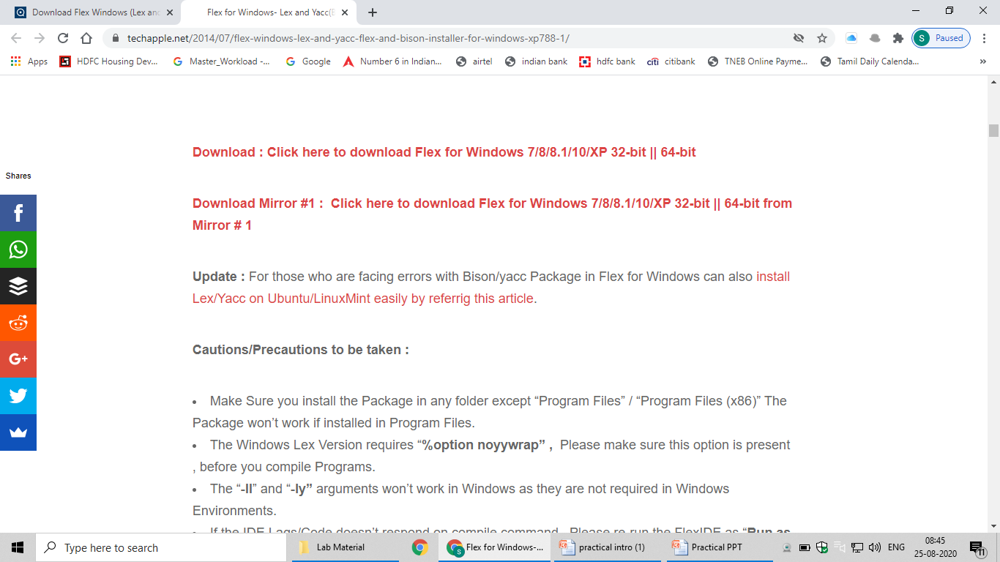 Download Flex Windows (Lex an
Flex for Windows- Lex and Yacc(
techapple.net/2014/07/flex-windows-lex-and-yacc-flex-and-bison-installer-for-windows-xp788-1/
S Paused
Apps HDFC Housing Dev... Master_Workload -... Google Number 6 in Indian... airtel indian bank hdfc bank citi citibank TNEB Online Payme... Tamil Daily Calenda... »
Download : Click here to download Flex for Windows 7/8/8.1/10/XP 32-bit || 64-bit
Shares
Download Mirror #1 : Click here to download Flex for Windows 7/8/8.1/10/XP 32-bit || 64-bit from
Mirror # 1
Update : For those who are facing errors with Bison/yacc Package in Flex for Windows can also install
Lex/Yacc on Ubuntu/LinuxMint easily by referrig this article.
Cautions/Precautions to be taken :
• Make Sure you install the Package in any folder except “Program Files” / “Program Files (x86)” The
Package won’t work if installed in Program Files.
• The Windows Lex Version requires “%option noyywrap” , Please make sure this option is present
, before you compile Programs.
• The “-ll” and “-ly” arguments won’t work in Windows as they are not required in Windows
Environments.
• If the IDE Lags/Code doesn’t respond on compile command , Please re-run the FlexIDE as “Run as
f
G+
Type here to search
Lab Material
Flex for Windows-...
practical intro (1)
Practical PPT
ENG
08:45
25-08-2020
11